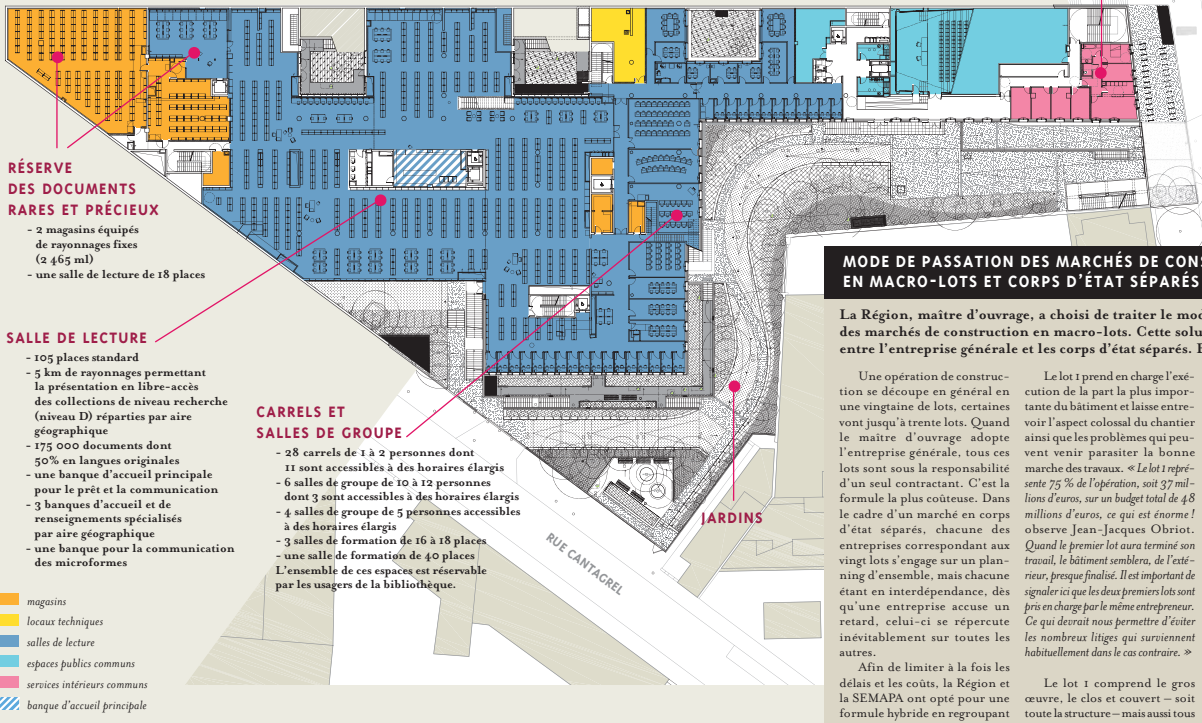 RÉSERVE
DES DOCUMENTS
RARES ET PRÉCIEUX
- 2 magasins équipés
de rayonnages fixes
(2 465 ml)
- une salle de lecture de 18 places
SALLE DE LECTURE
- 105 places standard
- 5 km de rayonnages permettant
la présentation en libre-accès
des collections de niveau recherche
(niveau D) réparties par aire
géographique
- 175 000 documents dont
50% en langues originales
- une banque d'accueil principale
pour le prêt et la communication
- 3 banques d'accueil et de
renseignements spécialisés
par aire géographique
- une banque pour la communication
des microformes
CARRELS ET
SALLES DE GROUPE
- 28 carrels de 1 à 2 personnes dont
11 sont accessibles à des horaires élargis
- 6 salles de groupe de 10 à 12 personnes
dont 3 sont accessibles à des horaires élargis
- 4 salles de groupe de 5 personnes accessibles
à des horaires élargis
- 3 salles de formation de 16 à 18 places
- une salle de formation de 40 places
L'ensemble de ces espaces est réservable
par les usagers de la bibliothèque.
JARDINS
RUE CANTAGREL
magasins
locaux techniques
salles de lecture
espaces publics communs
services intérieurs communs
banque d'accueil principale
MODE DE PASSATION DES MARCHÉS DE CONS
EN MACRO-LOTS ET CORPS D'ÉTAT SÉPARÉS
La Région, maître d'ouvrage, a choisi de traiter le mod
des marchés de construction en macro-lots. Cette solu
entre l'entreprise générale et les corps d'état séparés. E
Une opération de construc-
tion se découpe en général en
une vingtaine de lots, certaines
vont jusqu'à trente lots. Quand
le maître d'ouvrage adopte
l'entreprise générale, tous ces
lots sont sous la responsabilité
d'un seul contractant. C'est la
formule la plus coûteuse. Dans
le cadre d'un marché en corps
d'état séparés, chacune des
entreprises correspondant aux
vingt lots s'engage sur un plan-
ning d'ensemble, mais chacune
étant en interdépendance, dès
qu'une entreprise accuse un
retard, celui-ci se répercute
inévitablement sur toutes les
autres.
Afin de limiter à la fois les
délais et les coûts, la Région et
la SEMAPA ont opté pour une
formule hybride en regroupant
Le lot 1 prend en charge l'exé-
cution de la part la plus impor-
tante du bâtiment et laisse entre-
voir l'aspect colossal du chantier
ainsi que les problèmes qui peu-
vent venir parasiter la bonne
marche des travaux. « Le lot 1 repré-
sente 75 % de l'opération, soit 37 mil-
lions d'euros, sur un budget total de 48
millions d'euros, ce qui est énorme !
observe Jean-Jacques Obriot.
Quand le premier lot aura terminé son
travail, le bâtiment semblera, de l'exté-
rieur, presque finalisé. Il est important de
signaler ici que les deux premiers lots sont
pris en charge par le même entrepreneur.
Ce qui devrait nous permettre d'éviter
les nombreux litiges qui surviennent
habituellement dans le cas contraire. »
Le lot 1 comprend le gros
œuvre, le clos et couvert – soit
toute la structure – mais aussi tous